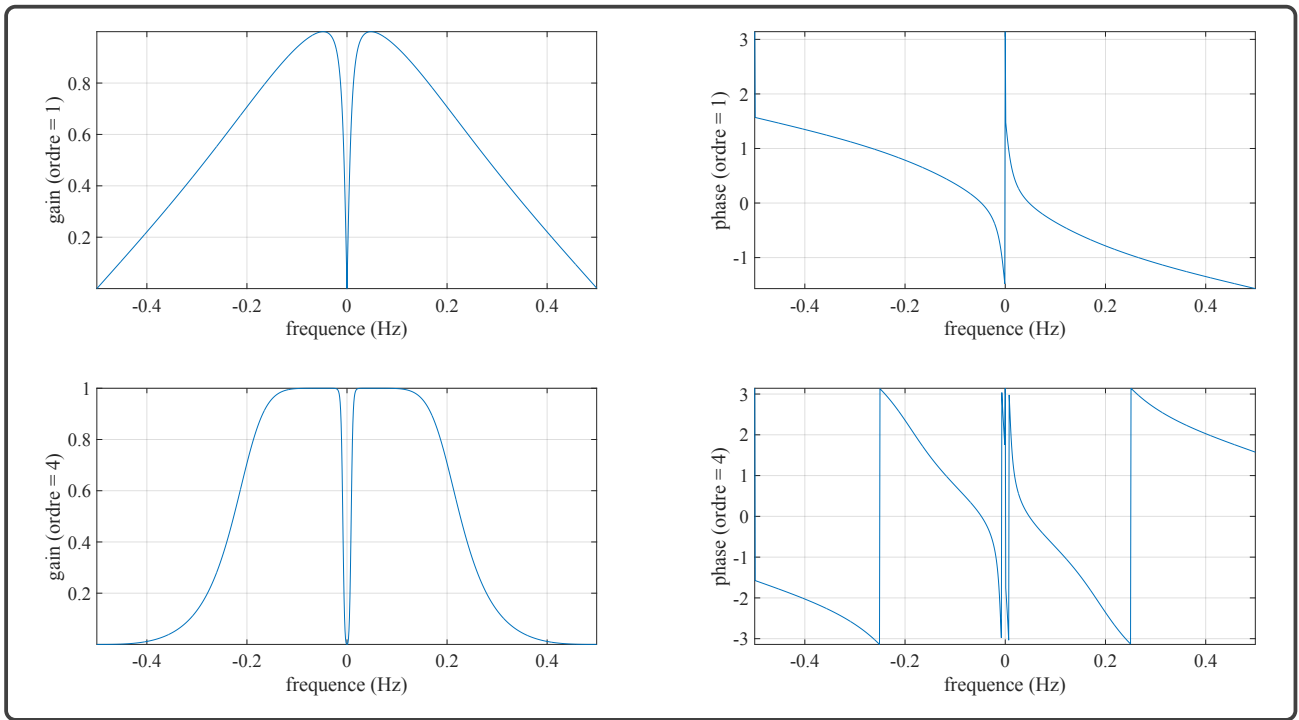 0.8
0.6
0.4
0.2
gain (ordre = 1)
-0.4 -0.2 0 0.2 0.4
frequence (Hz)
3
2
1
0
-1
phase (ordre = 1)
-0.4 -0.2 0 0.2 0.4
frequence (Hz)
1
0.8
0.6
0.4
0.2
gain (ordre = 4)
-0.4 -0.2 0 0.2 0.4
frequence (Hz)
3
2
1
0
-1
-2
-3
phase (ordre = 4)
-0.4 -0.2 0 0.2 0.4
frequence (Hz)